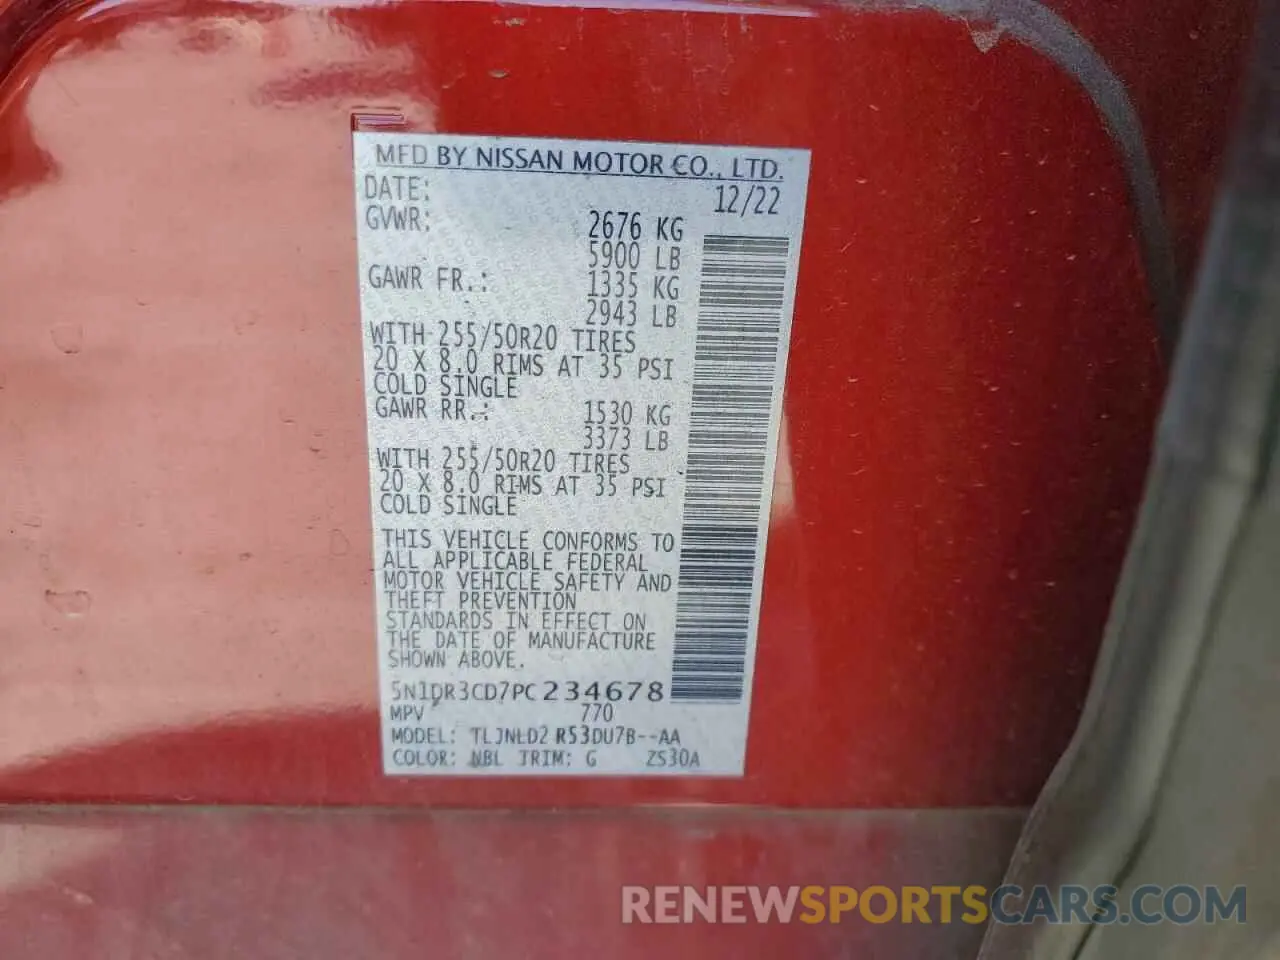 MFD BY NISSAN MOTOR CO., LTD.
DATE: 12/22
GVWR: 2676 KG
5900 LB
GAWR FR.: 1335 KG
2943 LB
WITH 255/50R20 TIRES
20 X 8.0 RIMS AT 35 PSI
COLD SINGLE
GAWR RR.: 1530 KG
3373 LB
WITH 255/50R20 TIRES
20 X 8.0 RIMS AT 35 PSI
COLD SINGLE
THIS VEHICLE CONFORMS TO
ALL APPLICABLE FEDERAL
MOTOR VEHICLE SAFETY AND
THEFT PREVENTION
STANDARDS IN EFFECT ON
THE DATE OF MANUFACTURE
SHOWN ABOVE.
5N1DR3CD7PC234678
MPV 770
MODEL: TLJNLD2 R53DU7B--AA
COLOR: NBL TRIM: G ZS30A
RENEWSPORTSCARS.COM